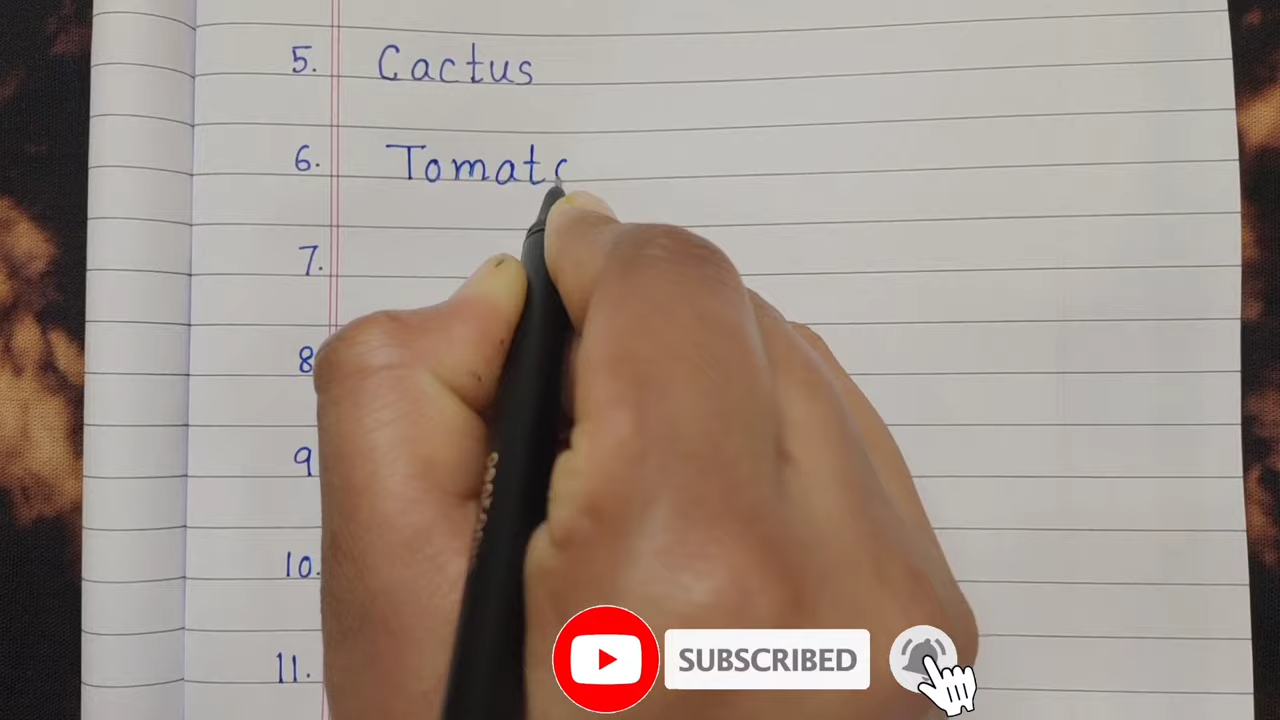 5. Cactus
6. Tomato
7.
8
9
10.
11.
SUBSCRIBED